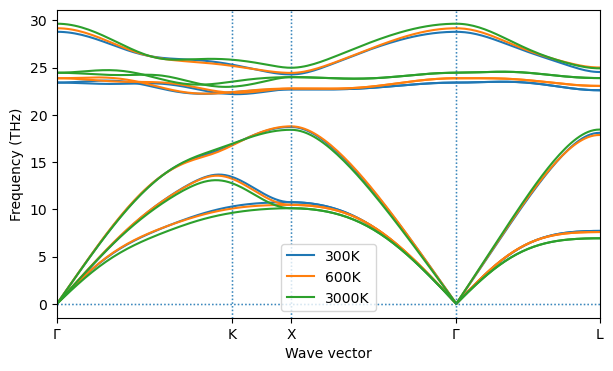 30
25
20
15
10
5
0
Frequency (THz)
300K
600K
3000K
Γ K X Γ L
Wave vector